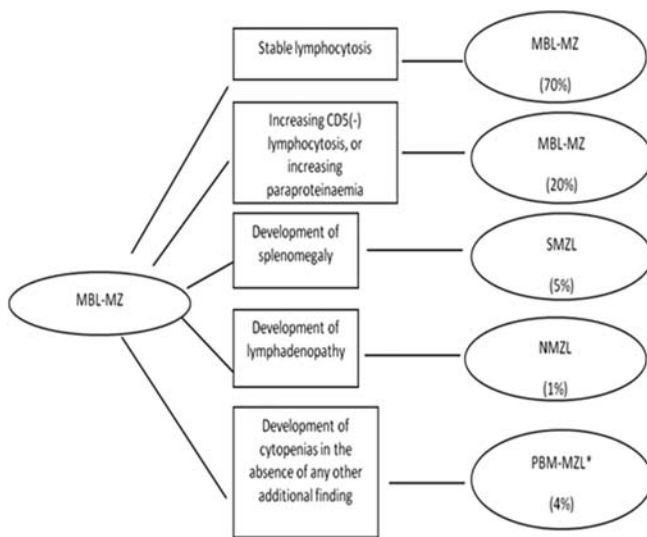 MBL-MZ
Stable lymphocytosis
MBL-MZ
(70%)
Increasing CD5(-)
lymphocytosis, or
increasing
paraproteinaemia
MBL-MZ
(20%)
Development of
splenomegaly
SMZL
(5%)
Development of
lymphadenopathy
NMZL
(1%)
Development of
cytopenias in the
absence of any other
additional finding
PBM-MZL*
(4%)